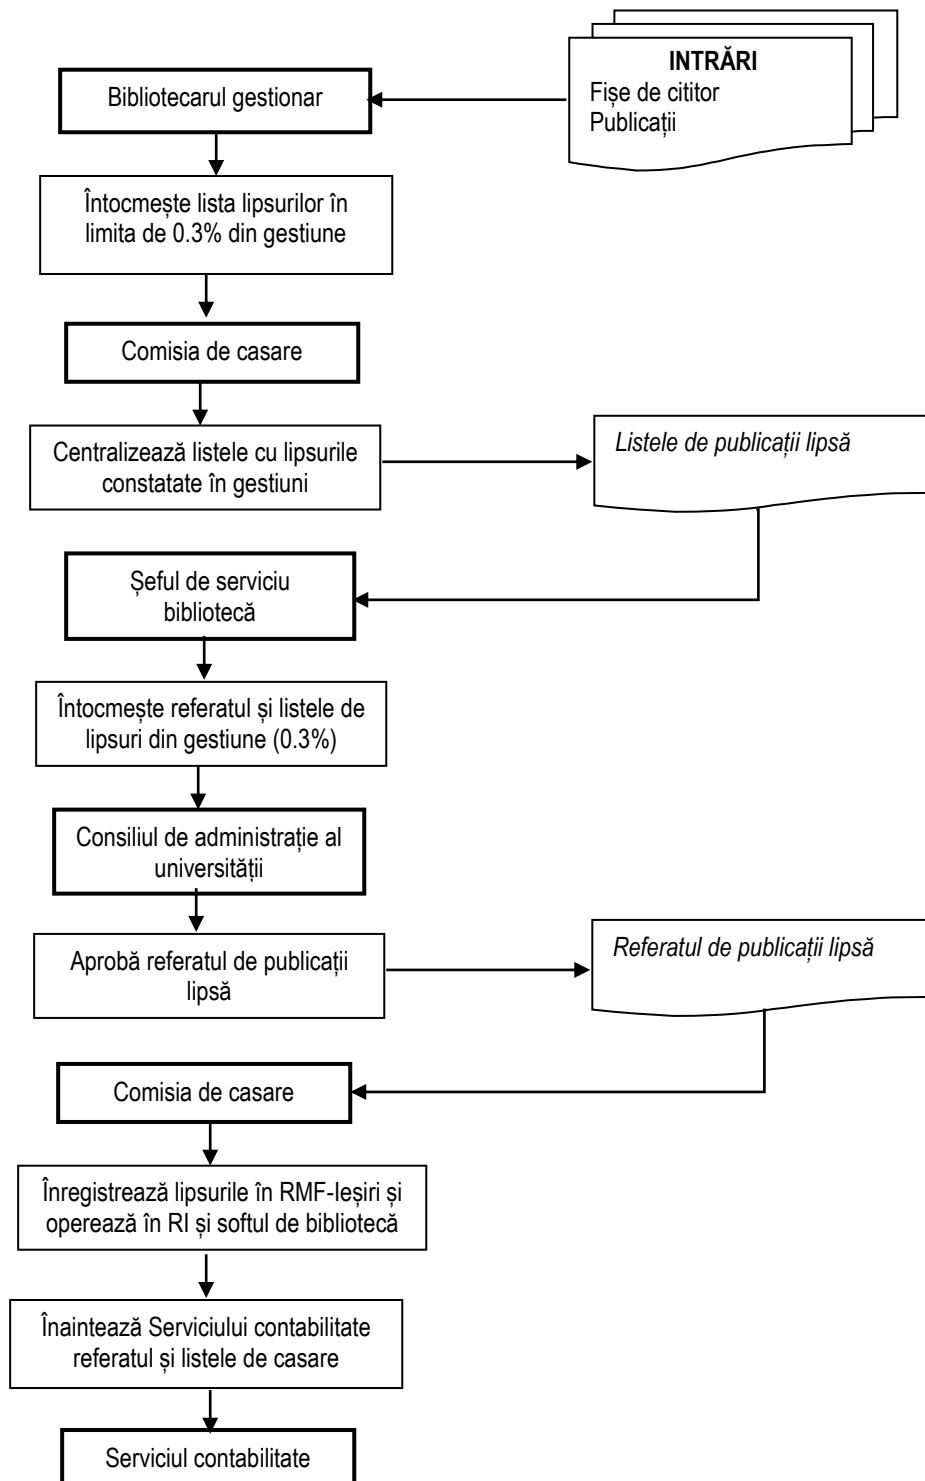 INTRĂRI
Fișe de cititor
Publicații
Bibliotecarul gestionar
Întocmește lista lipsurilor în
limita de 0.3% din gestiune
Comisia de casare
Centralizează listele cu lipsurile
constatate în gestiuni
Listele de publicații lipsă
Șeful de serviciu
bibliotecă
Întocmește referatul și listele de
lipsuri din gestiune (0.3%)
Consiliul de administrație al
universității
Aprobă referatul de publicații
lipsă
Referatul de publicații lipsă
Comisia de casare
Înregistrează lipsurile în RMF-Ieșiri și
operează în RI și softul de bibliotecă
Înaintează Serviciului contabilitate
referatul și listele de casare
Serviciul contabilitate